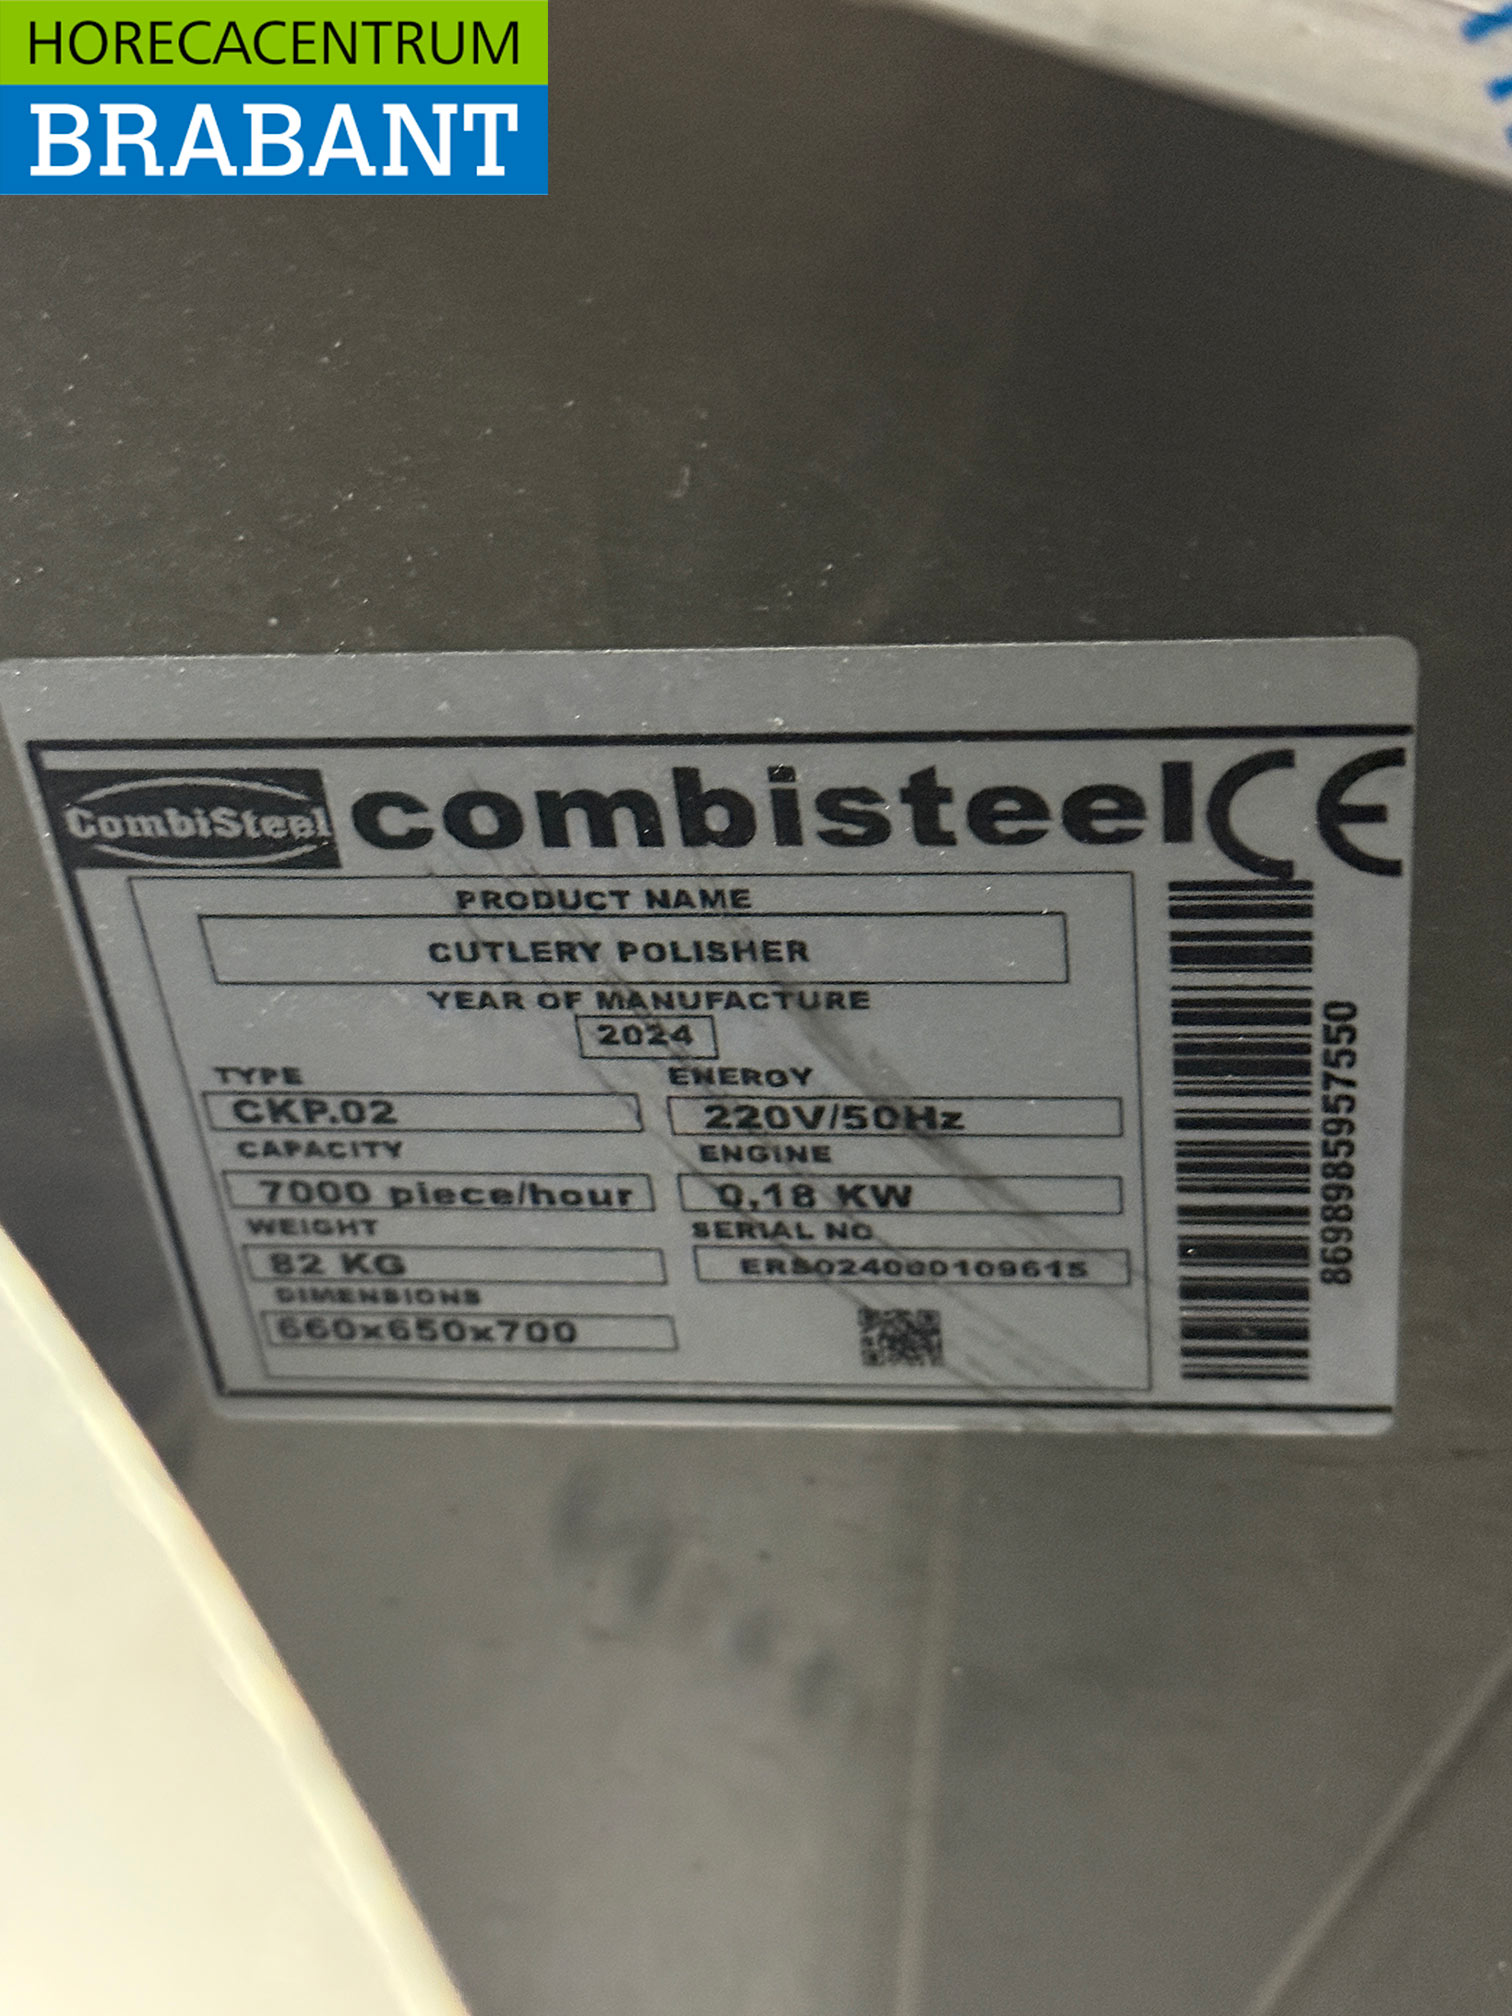 HORECACENTRUM
BRABANT
CombiSteel combisteel CE
PRODUCT NAME
CUTLERY POLISHER
YEAR OF MANUFACTURE
2024
TYPE ENERGY
CKP.02 220V/50Hz
CAPACITY ENGINE
7000 piece/hour 0,18 KW
WEIGHT SERIAL NO
82 KG
DIMENSIONS
660x650x700
8698985957550